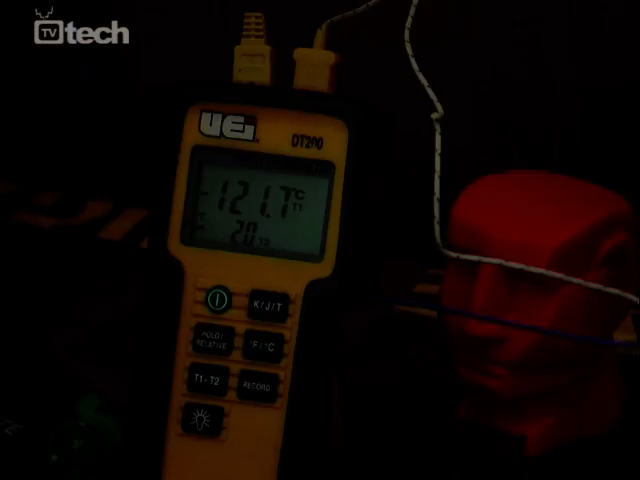 TV tech
UEi
DT200
-121.7 °C
T1
20 T2
K/J/T
HOLD/
RELATIVE
°F/°C
T1-T2
RECORD